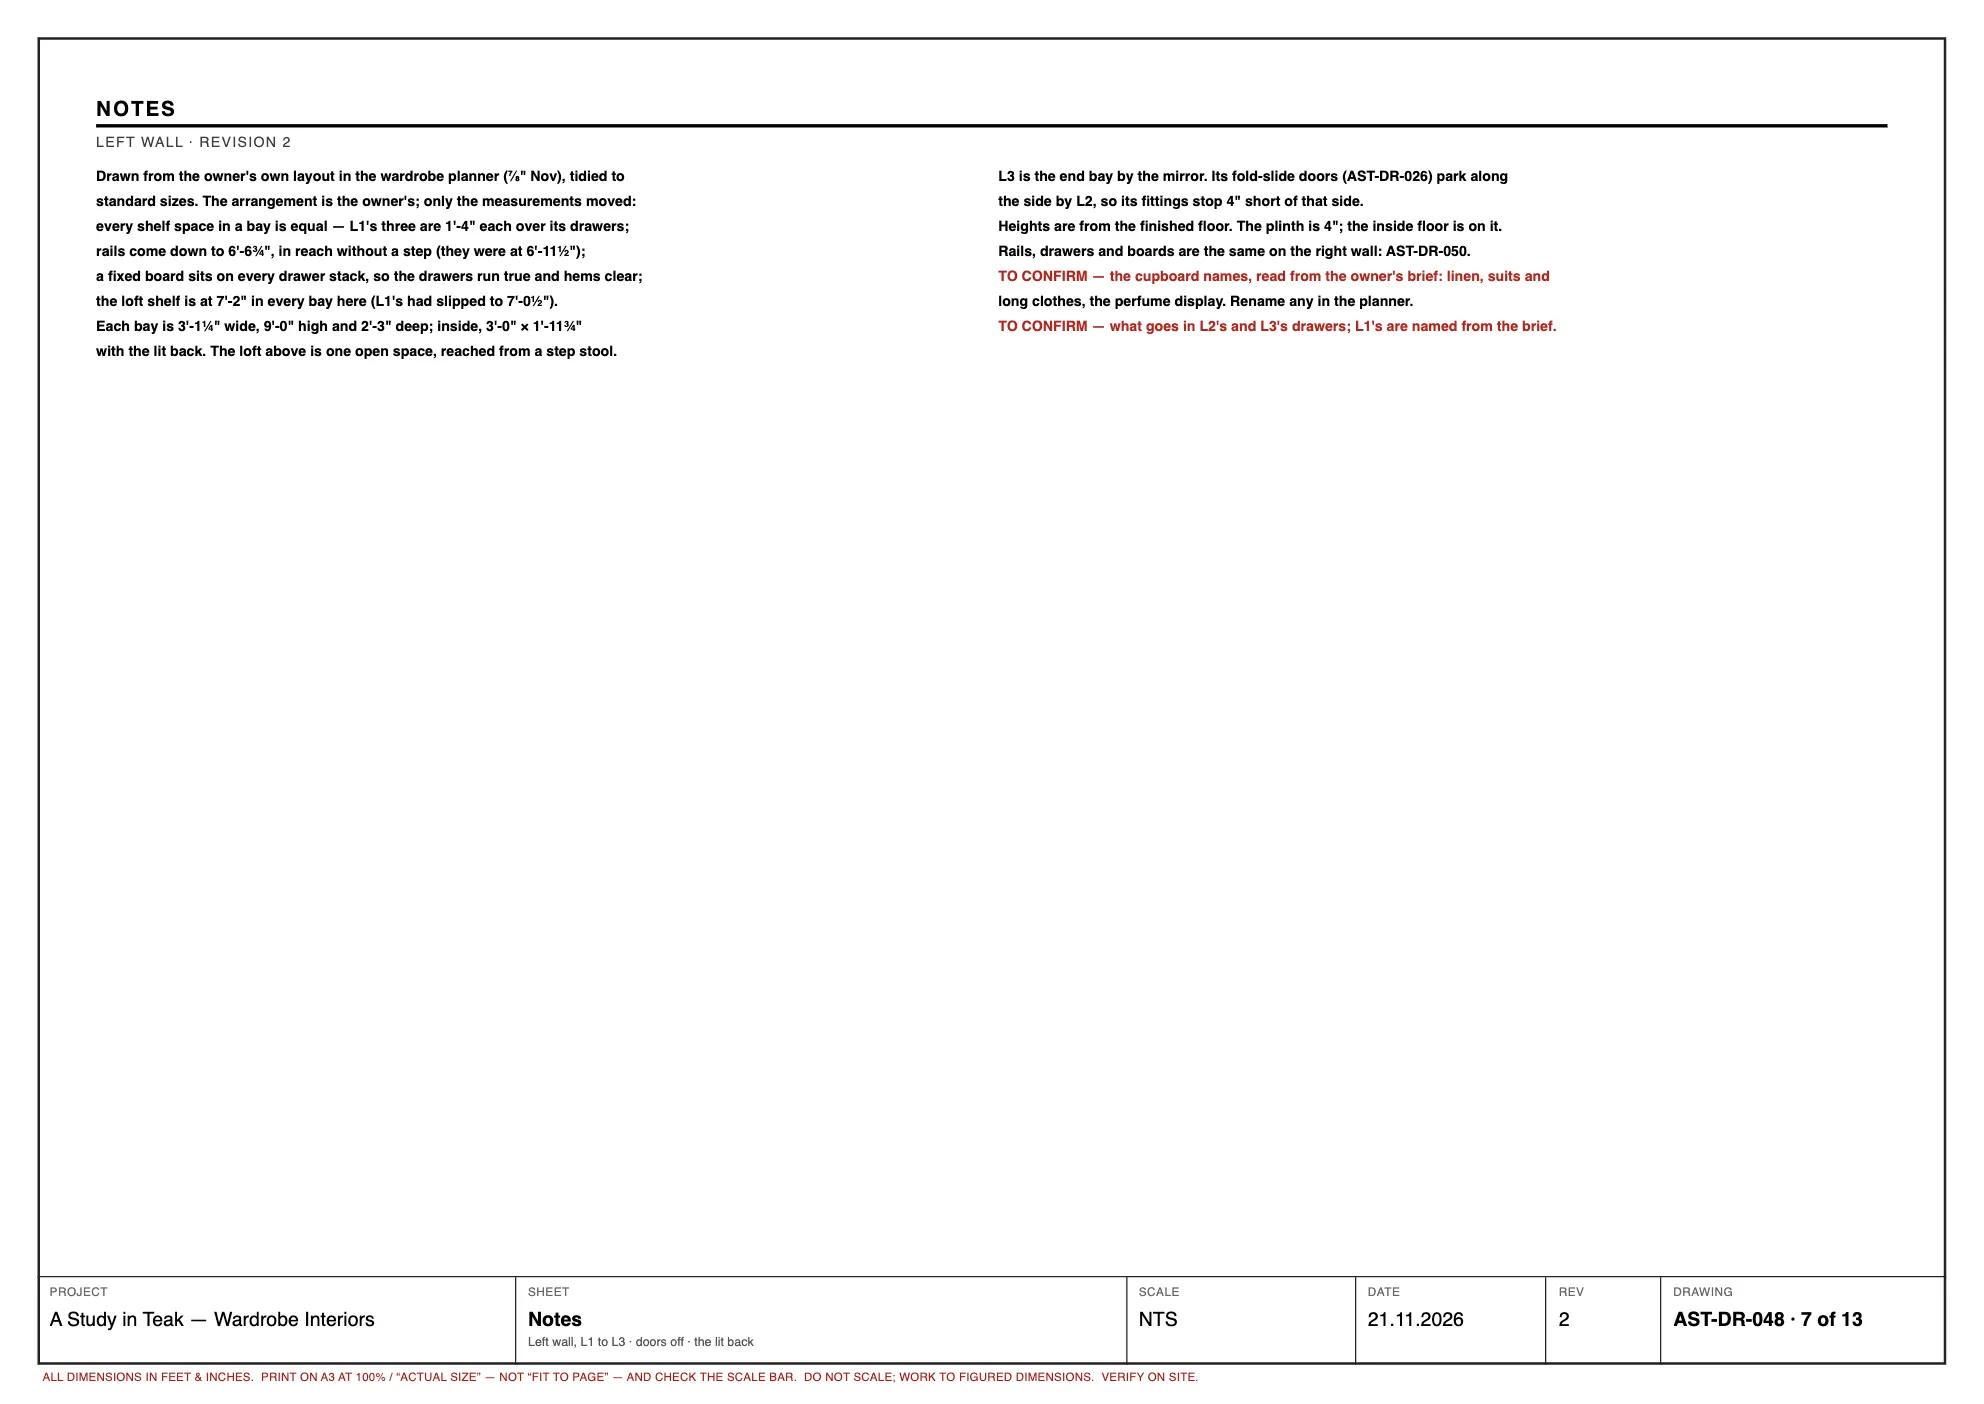 NOTES
LEFT WALL · REVISION 2
Drawn from the owner's own layout in the wardrobe planner (⅞" Nov), tidied to
standard sizes. The arrangement is the owner's; only the measurements moved:
every shelf space in a bay is equal — L1's three are 1'-4" each over its drawers;
rails come down to 6'-6¾", in reach without a step (they were at 6'-11½");
a fixed board sits on every drawer stack, so the drawers run true and hems clear;
the loft shelf is at 7'-2" in every bay here (L1's had slipped to 7'-0½").
Each bay is 3'-1¼" wide, 9'-0" high and 2'-3" deep; inside, 3'-0" × 1'-11¾"
with the lit back. The loft above is one open space, reached from a step stool.
L3 is the end bay by the mirror. Its fold-slide doors (AST-DR-026) park along
the side by L2, so its fittings stop 4" short of that side.
Heights are from the finished floor. The plinth is 4"; the inside floor is on it.
Rails, drawers and boards are the same on the right wall: AST-DR-050.
TO CONFIRM — the cupboard names, read from the owner's brief: linen, suits and
long clothes, the perfume display. Rename any in the planner.
TO CONFIRM — what goes in L2's and L3's drawers; L1's are named from the brief.
PROJECT
A Study in Teak — Wardrobe Interiors
SHEET
Notes
Left wall, L1 to L3 · doors off · the lit back
SCALE
NTS
DATE
21.11.2026
REV
2
DRAWING
AST-DR-048 · 7 of 13
ALL DIMENSIONS IN FEET & INCHES. PRINT ON A3 AT 100% / “ACTUAL SIZE” — NOT “FIT TO PAGE” — AND CHECK THE SCALE BAR. DO NOT SCALE; WORK TO FIGURED DIMENSIONS. VERIFY ON SITE.